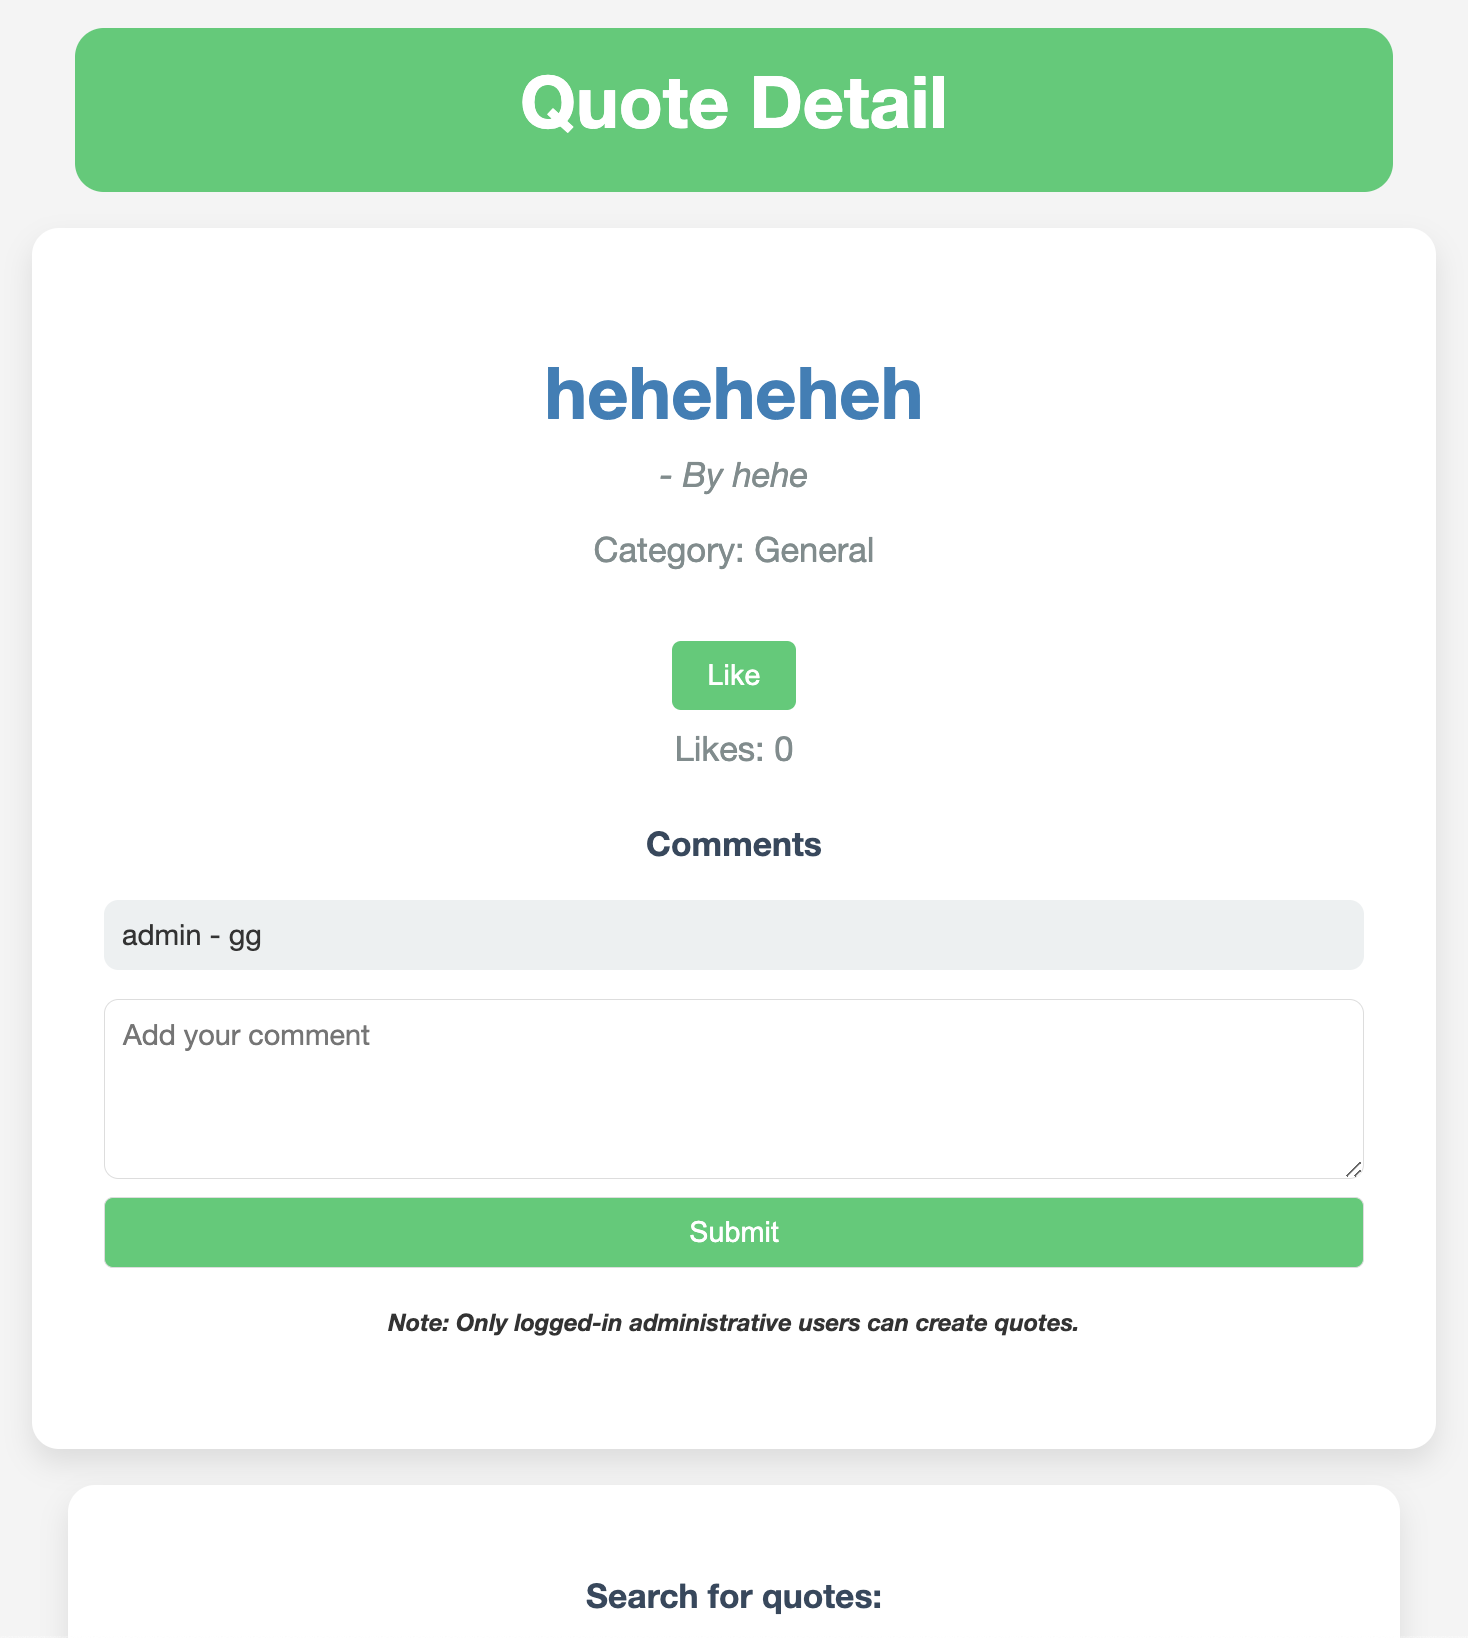 Quote Detail
heheheheh
- By hehe
Category: General
Like
Likes: 0
Comments
admin - gg
Add your comment
Submit
Note: Only logged-in administrative users can create quotes.
Search for quotes: